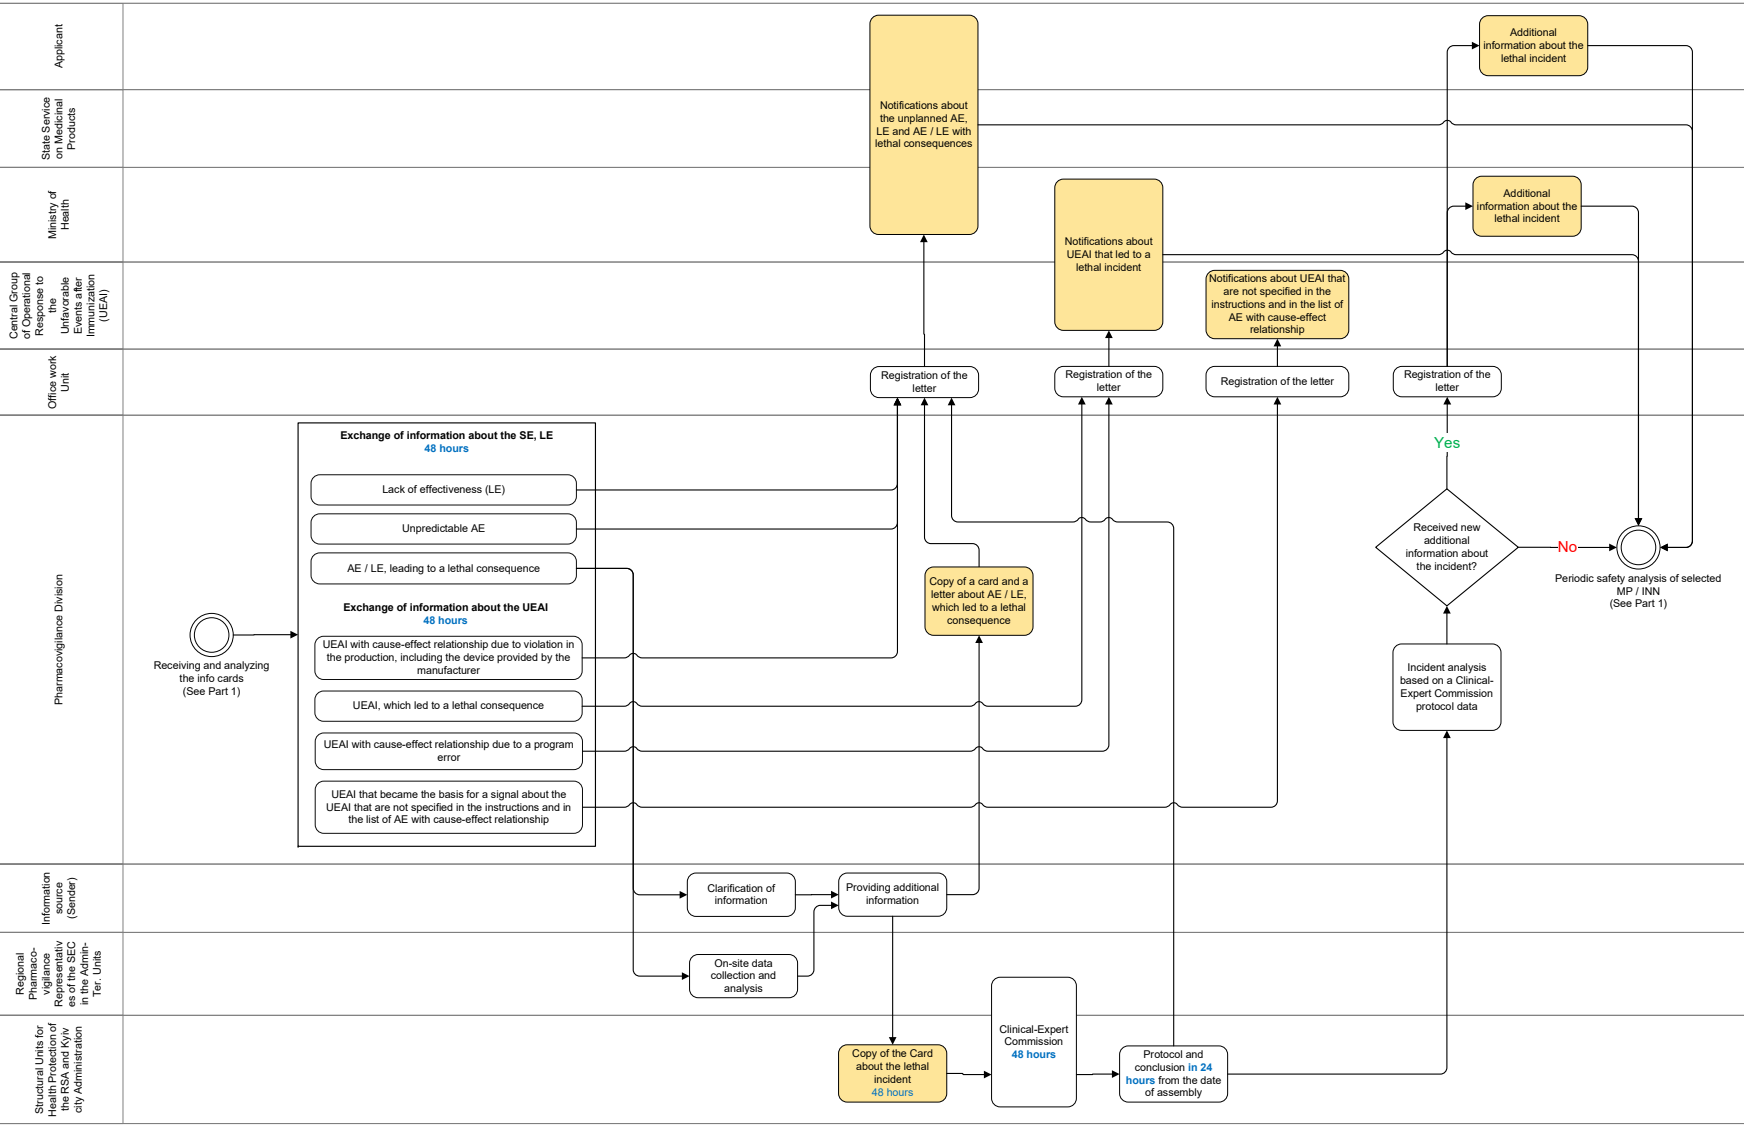 Applicant
Additional
information about the
lethal incident
State Service
on Medicinal
Products
Notifications about
the unplanned AE,
LE and AE / LE with
lethal consequences
Ministry of
Health
Notifications about
UEAI that led to a
lethal incident
Additional
information about the
lethal incident
Central Group
of Operational
Response to
the
Unfavorable
Events after
Immunization
(UEAI)
Notifications about UEAI that
are not specified in the
instructions and in the list of
AE with cause-effect
relationship
Office work
Unit
Registration of the
letter
Registration of the
letter
Registration of the letter
Registration of the
letter
Pharmacovigilance Division
Receiving and analyzing
the info cards
(See Part 1)
Exchange of information about the SE, LE
48 hours
Lack of effectiveness (LE)
Unpredictable AE
AE / LE, leading to a lethal consequence
Exchange of information about the UEAI
48 hours
UEAI with cause-effect relationship due to violation in
the production, including the device provided by the
manufacturer
UEAI, which led to a lethal consequence
UEAI with cause-effect relationship due to a program
error
UEAI that became the basis for a signal about the
UEAI that are not specified in the instructions and in
the list of AE with cause-effect relationship
Copy of a card and a
letter about AE / LE,
which led to a lethal
consequence
Yes
Received new
additional
information about
the incident?
No
Periodic safety analysis of selected
MP / INN
(See Part 1)
Incident analysis
based on a Clinical-
Expert Commission
protocol data
Information
source
(Sender)
Clarification of
information
Providing additional
information
Regional
Pharmaco-
vigilance
Representativ
es of the SEC
in the Admin-
Ter. Units
On-site data
collection and
analysis
Structural Units for
Health Protection of
the RSA and Kyiv
city Administration
Copy of the Card
about the lethal
incident
48 hours
Clinical-Expert
Commission
48 hours
Protocol and
conclusion in 24
hours from the date
of assembly